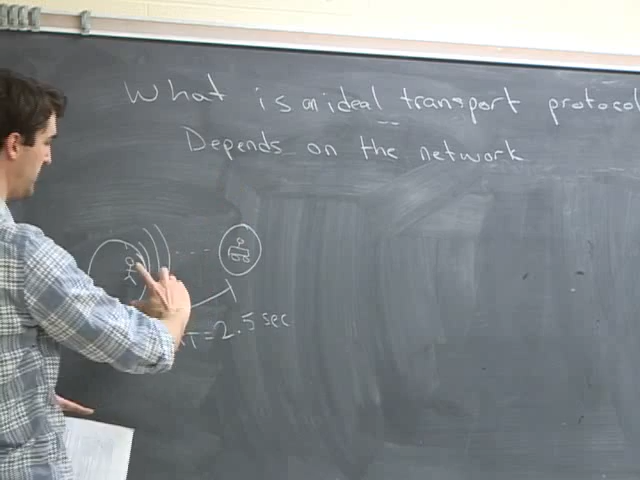 What is an ideal transport protocol
Depends on the network
T = 2.5 sec